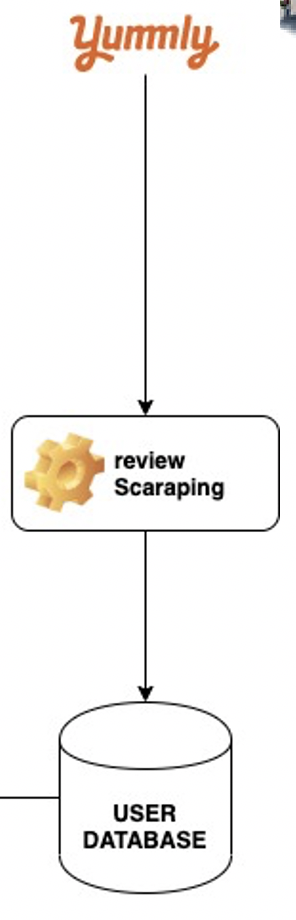 Yummly
review
Scaraping
USER
DATABASE